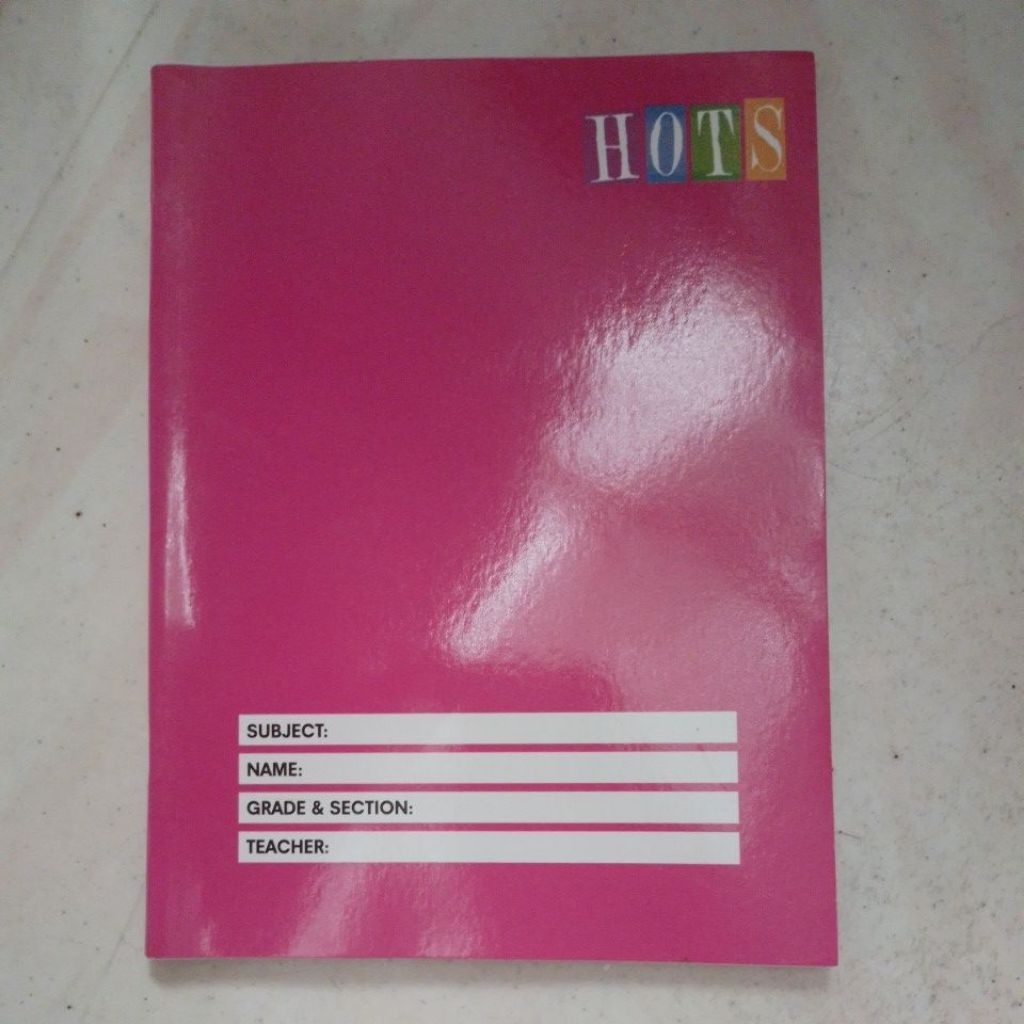 HOTS
SUBJECT:
NAME:
GRADE & SECTION:
TEACHER: